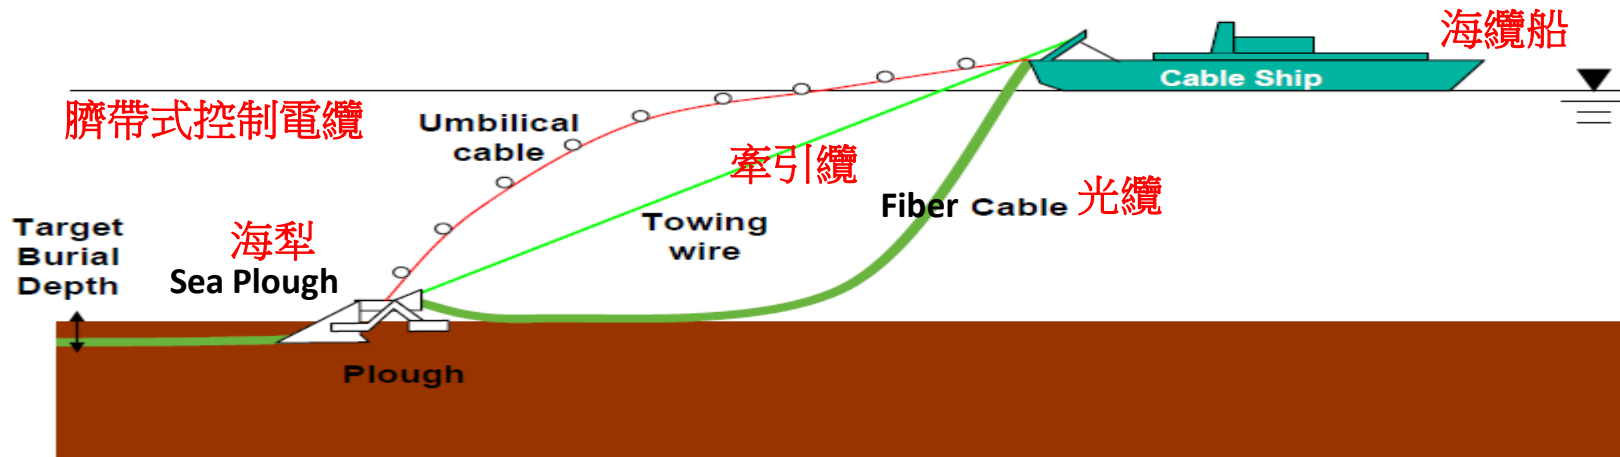 海纜船
Cable Ship
臍帶式控制電纜
Umbilical
cable
牽引纜
Towing
wire
Fiber Cable 光纜
Target
Burial
Depth
海犁
Sea Plough
Plough